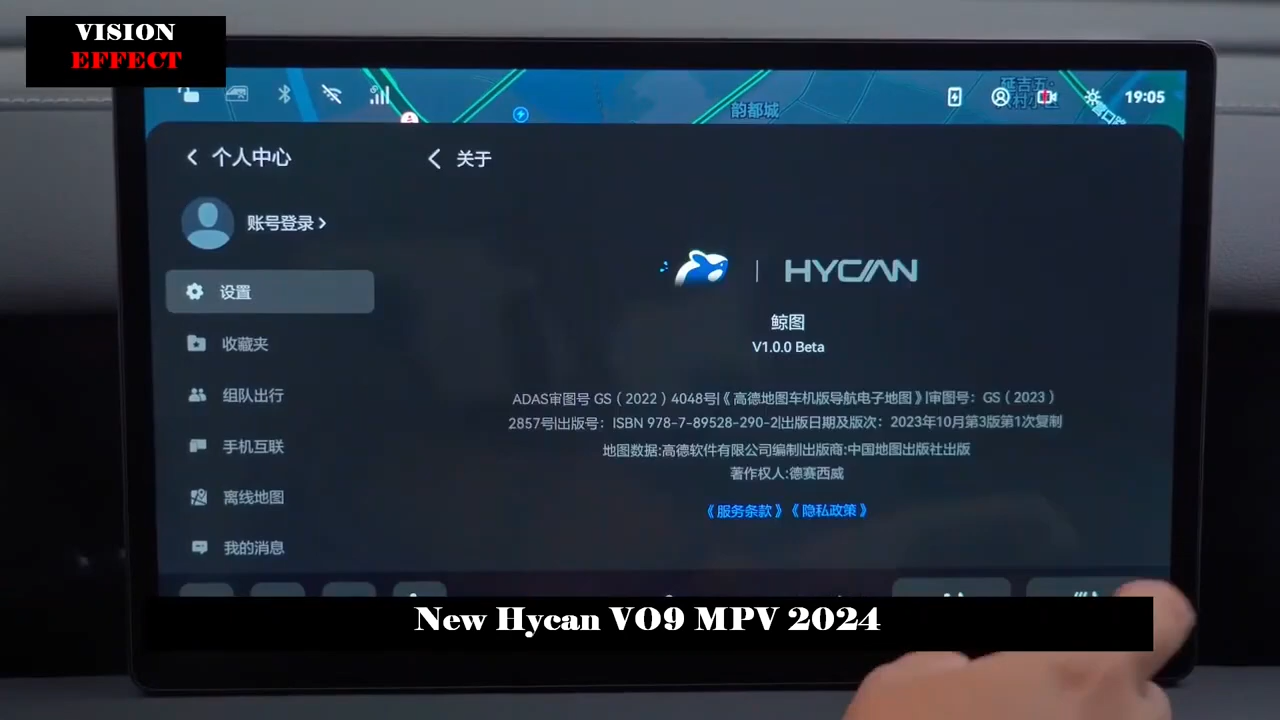 VISION
EFFECT
19:05
韵都城
个人中心
关于
账号登录
设置
HYCAN
收藏夹
鲸图
V1.0.0 Beta
组队出行
ADAS审图号 GS（2022）4048号|《高德地图车机版导航电子地图》|审图号：GS（2023）
2857号|出版号：ISBN 978-7-89528-290-2|出版日期及版次：2023年10月第3版第1次复制
手机互联
地图数据:高德软件有限公司编制|出版商:中国地图出版社出版
著作权人:德赛西威
离线地图
《服务条款》《隐私政策》
我的消息
New Hycan V09 MPV 2024